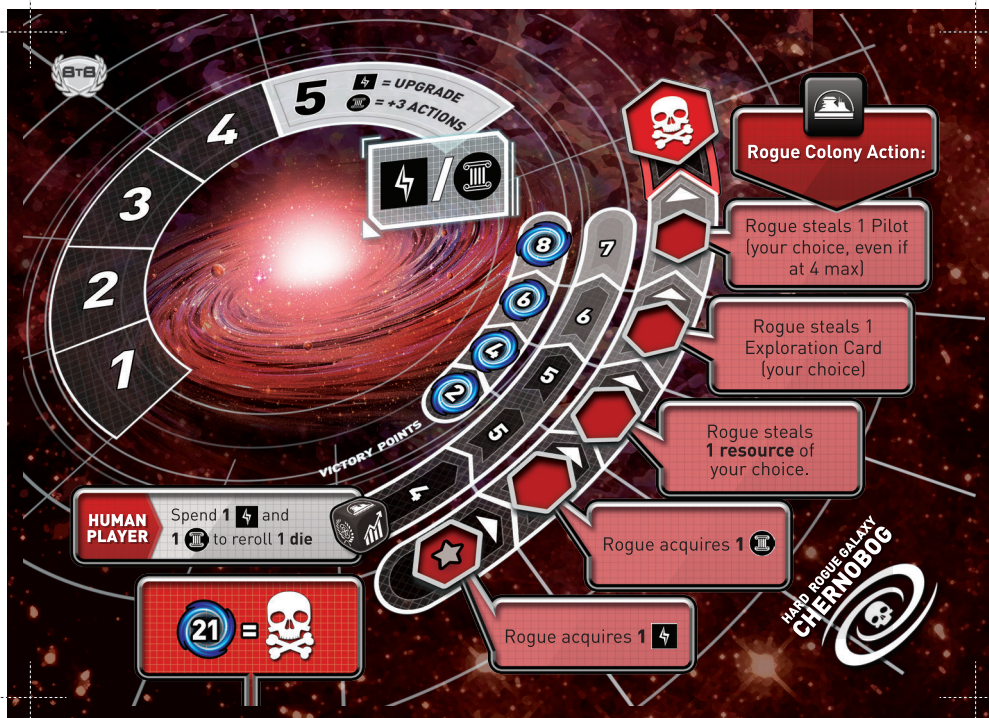 BTB
5
= UPGRADE
= +3 ACTIONS
4
3
2
1
/
8
6
4
2
VICTORY POINTS
7
6
5
5
4
Rogue Colony Action:
Rogue steals 1 Pilot
(your choice, even if
at 4 max)
Rogue steals 1
Exploration Card
(your choice)
Rogue steals
1 resource of
your choice.
Rogue acquires 1
Rogue acquires 1
HUMAN
PLAYER
Spend 1 and
1 to reroll 1 die
21 =
HARD ROGUE GALAXY
CHERNOBOG